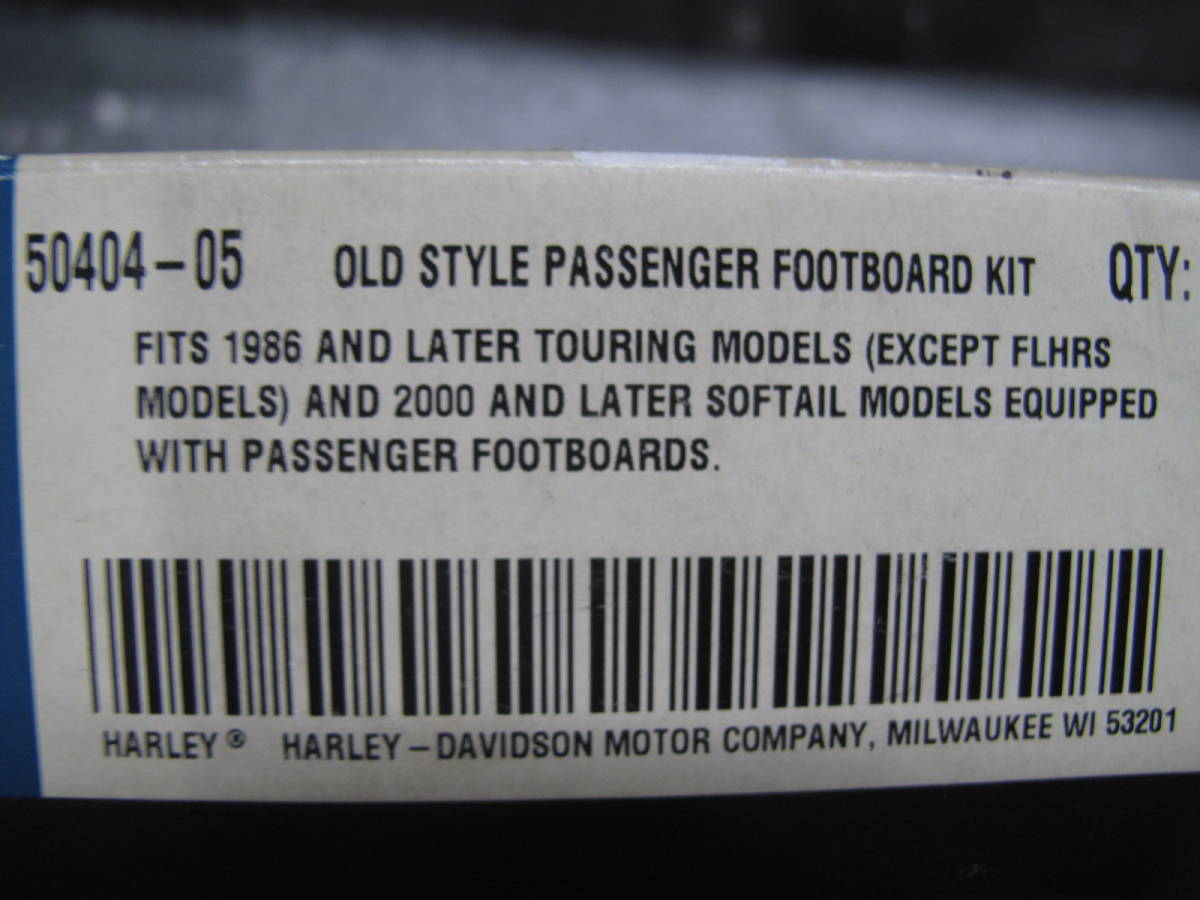 50404-05 OLD STYLE PASSENGER FOOTBOARD KIT QTY:
FITS 1986 AND LATER TOURING MODELS (EXCEPT FLHRS
MODELS) AND 2000 AND LATER SOFTAIL MODELS EQUIPPED
WITH PASSENGER FOOTBOARDS.
HARLEY® HARLEY-DAVIDSON MOTOR COMPANY, MILWAUKEE WI 53201